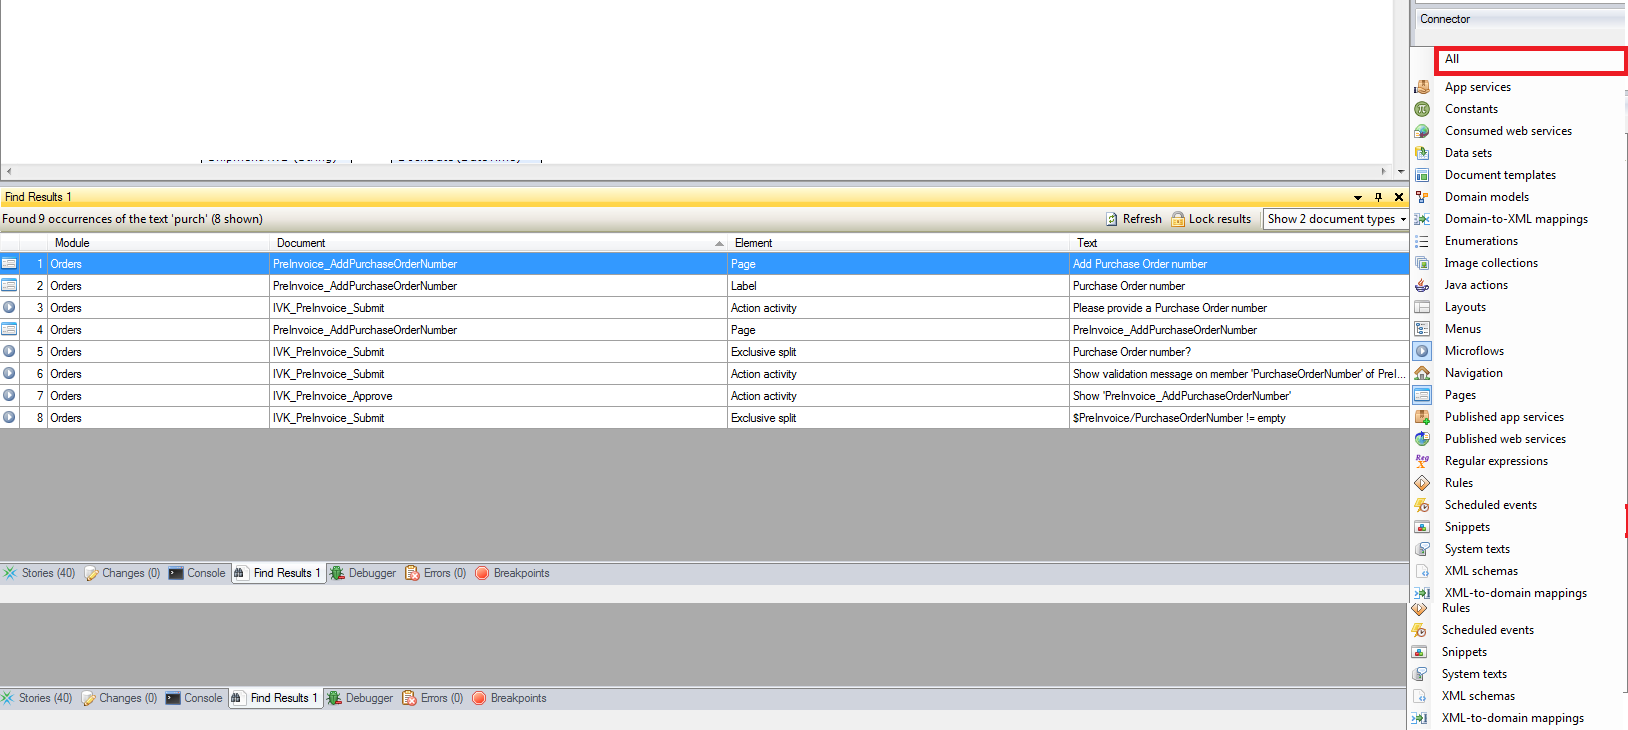 Connector
All
App services
Constants
Consumed web services
Data sets
Document templates
Domain models
Domain-to-XML mappings
Enumerations
Image collections
Java actions
Layouts
Menus
Microflows
Navigation
Pages
Published app services
Published web services
Regular expressions
Rules
Scheduled events
Snippets
System texts
XML schemas
XML-to-domain mappings
Rules
Scheduled events
Snippets
System texts
XML schemas
XML-to-domain mappings
Find Results 1
Found 9 occurrences of the text 'purch' (8 shown) Refresh Lock results Show 2 document types
Module Document Element Text
1 Orders PreInvoice_AddPurchaseOrderNumber Page Add Purchase Order number
2 Orders PreInvoice_AddPurchaseOrderNumber Label Purchase Order number
3 Orders IVK_PreInvoice_Submit Action activity Please provide a Purchase Order number
4 Orders PreInvoice_AddPurchaseOrderNumber Page PreInvoice_AddPurchaseOrderNumber
5 Orders IVK_PreInvoice_Submit Exclusive split Purchase Order number?
6 Orders IVK_PreInvoice_Submit Action activity Show validation message on member 'PurchaseOrderNumber' of PreI...
7 Orders IVK_PreInvoice_Approve Action activity Show 'PreInvoice_AddPurchaseOrderNumber'
8 Orders IVK_PreInvoice_Submit Exclusive split $PreInvoice/PurchaseOrderNumber != empty
Stories (40) Changes (0) Console Find Results 1 Debugger Errors (0) Breakpoints
Stories (40) Changes (0) Console Find Results 1 Debugger Errors (0) Breakpoints